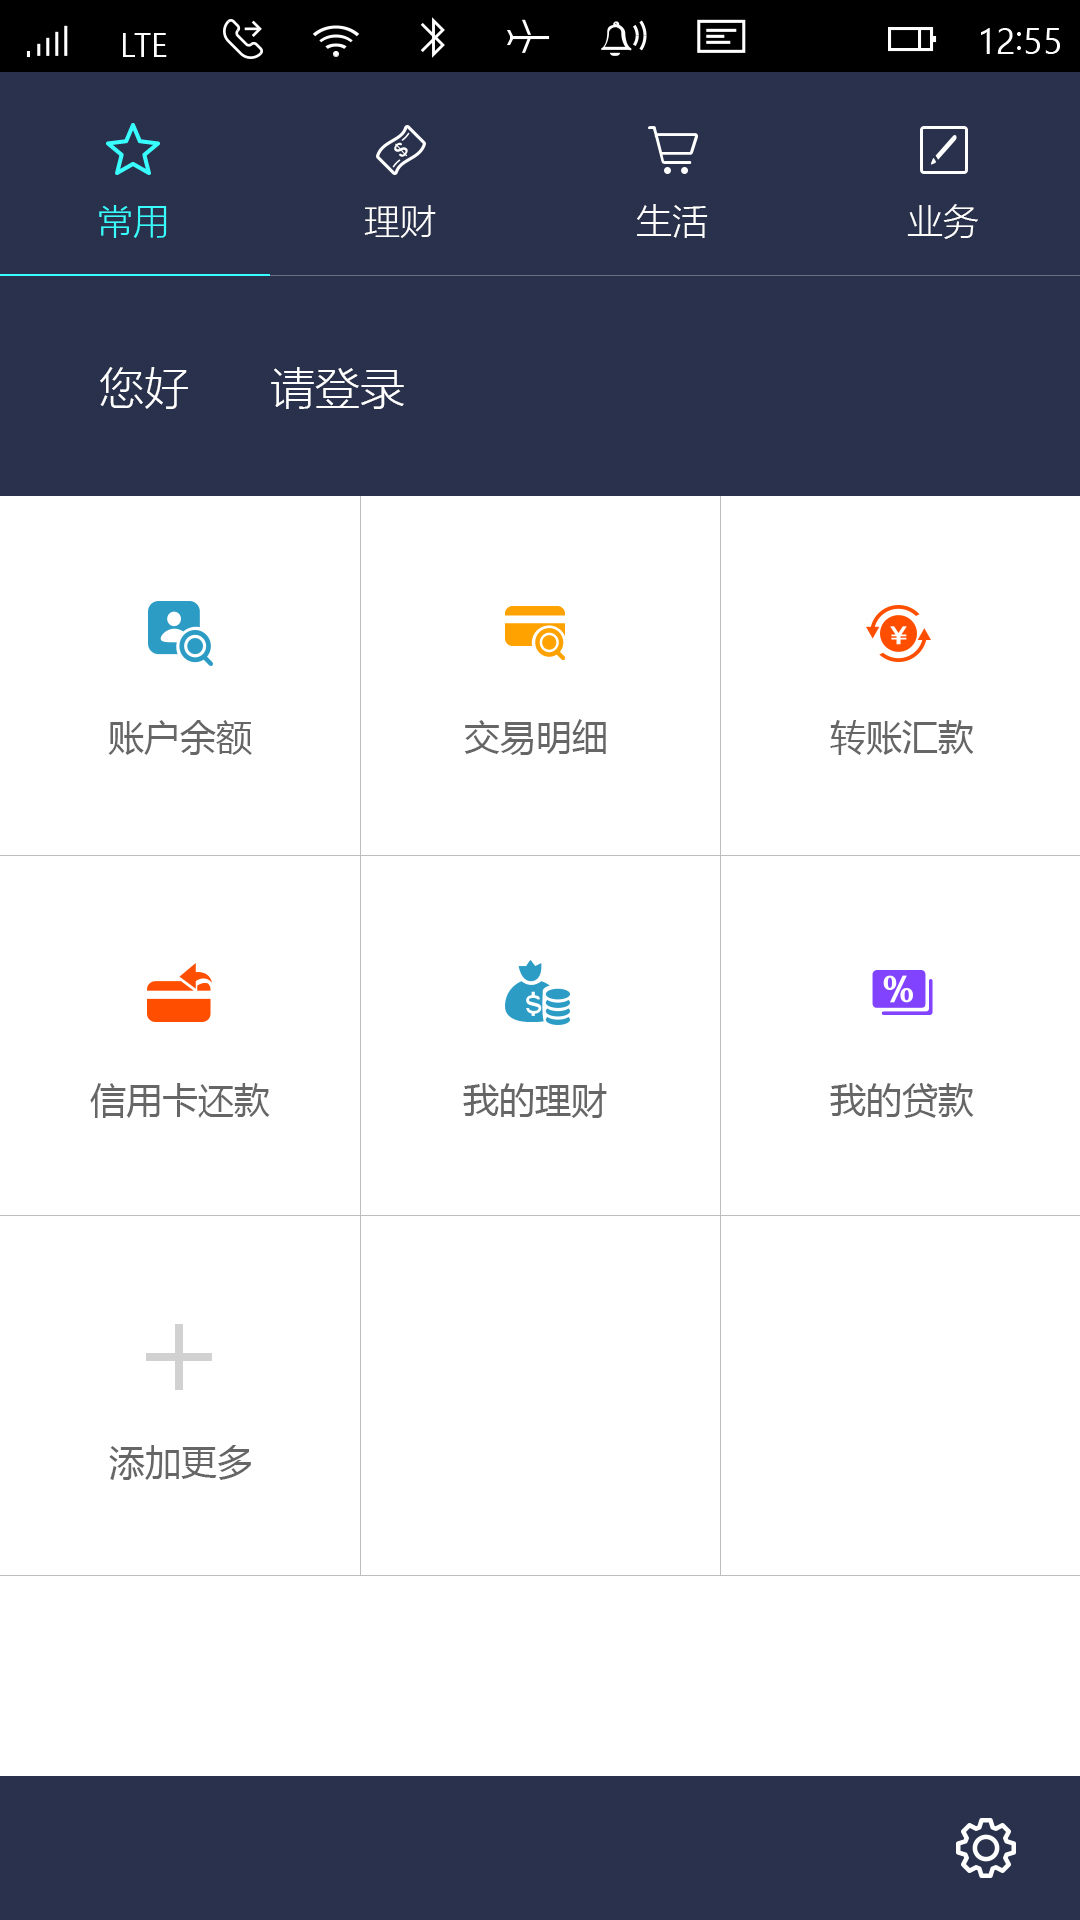 LTE 12:55
常用 理财 生活 业务
您好 请登录
账户余额 交易明细 转账汇款
信用卡还款 我的理财 我的贷款
添加更多